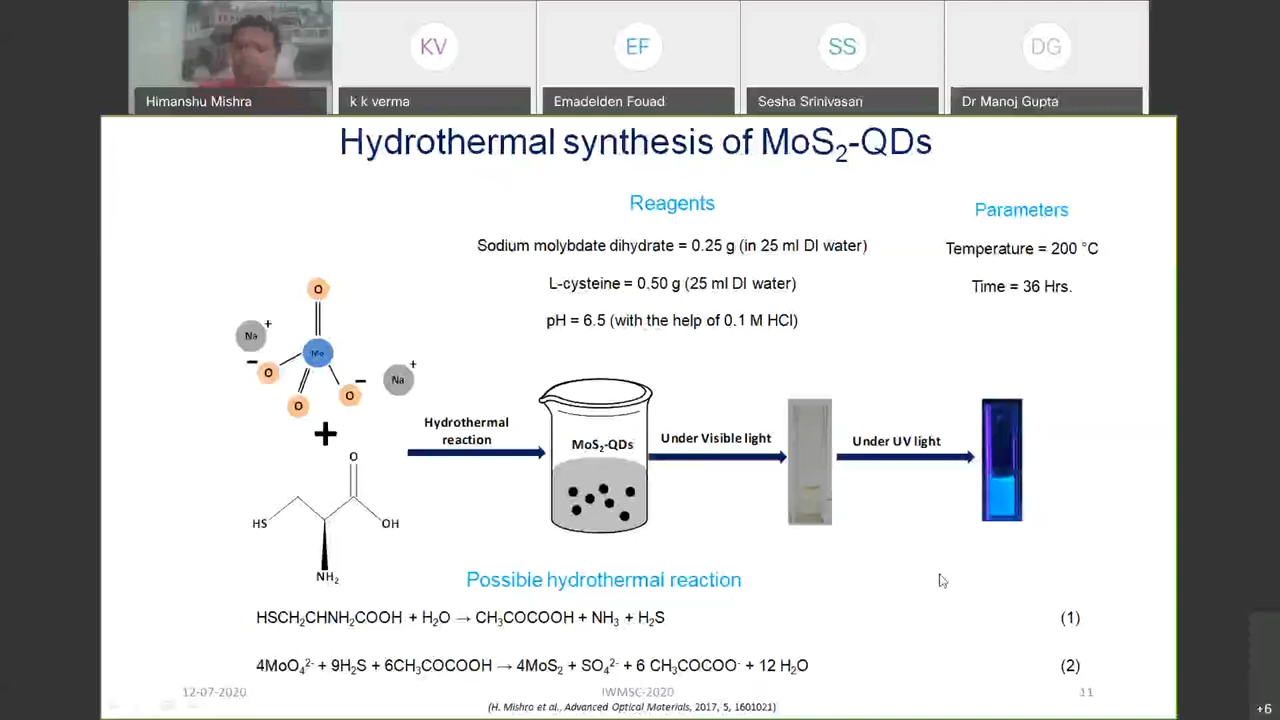 KV
EF
SS
DG
Himanshu Mishra
k k verma
Emadelden Fouad
Sesha Srinivasan
Dr Manoj Gupta
Hydrothermal synthesis of MoS₂-QDs
Reagents
Parameters
Sodium molybdate dihydrate = 0.25 g (in 25 ml DI water)
Temperature = 200 °C
L-cysteine = 0.50 g (25 ml DI water)
Time = 36 Hrs.
pH = 6.5 (with the help of 0.1 M HCl)
O
Na +
Mo
− O
O
O −
Na +
+
Hydrothermal
reaction
MoS₂-QDs
Under Visible light
Under UV light
O
HS
OH
NH₂
Possible hydrothermal reaction
HSCH₂CHNH₂COOH + H₂O → CH₃COCOOH + NH₃ + H₂S (1)
4MoO₄²⁻ + 9H₂S + 6CH₃COCOOH → 4MoS₂ + SO₄²⁻ + 6 CH₃COCOO⁻ + 12 H₂O (2)
12-07-2020
IWMSC-2020
11
(H. Mishra et al., Advanced Optical Materials, 2017, 5, 1601021)
+6